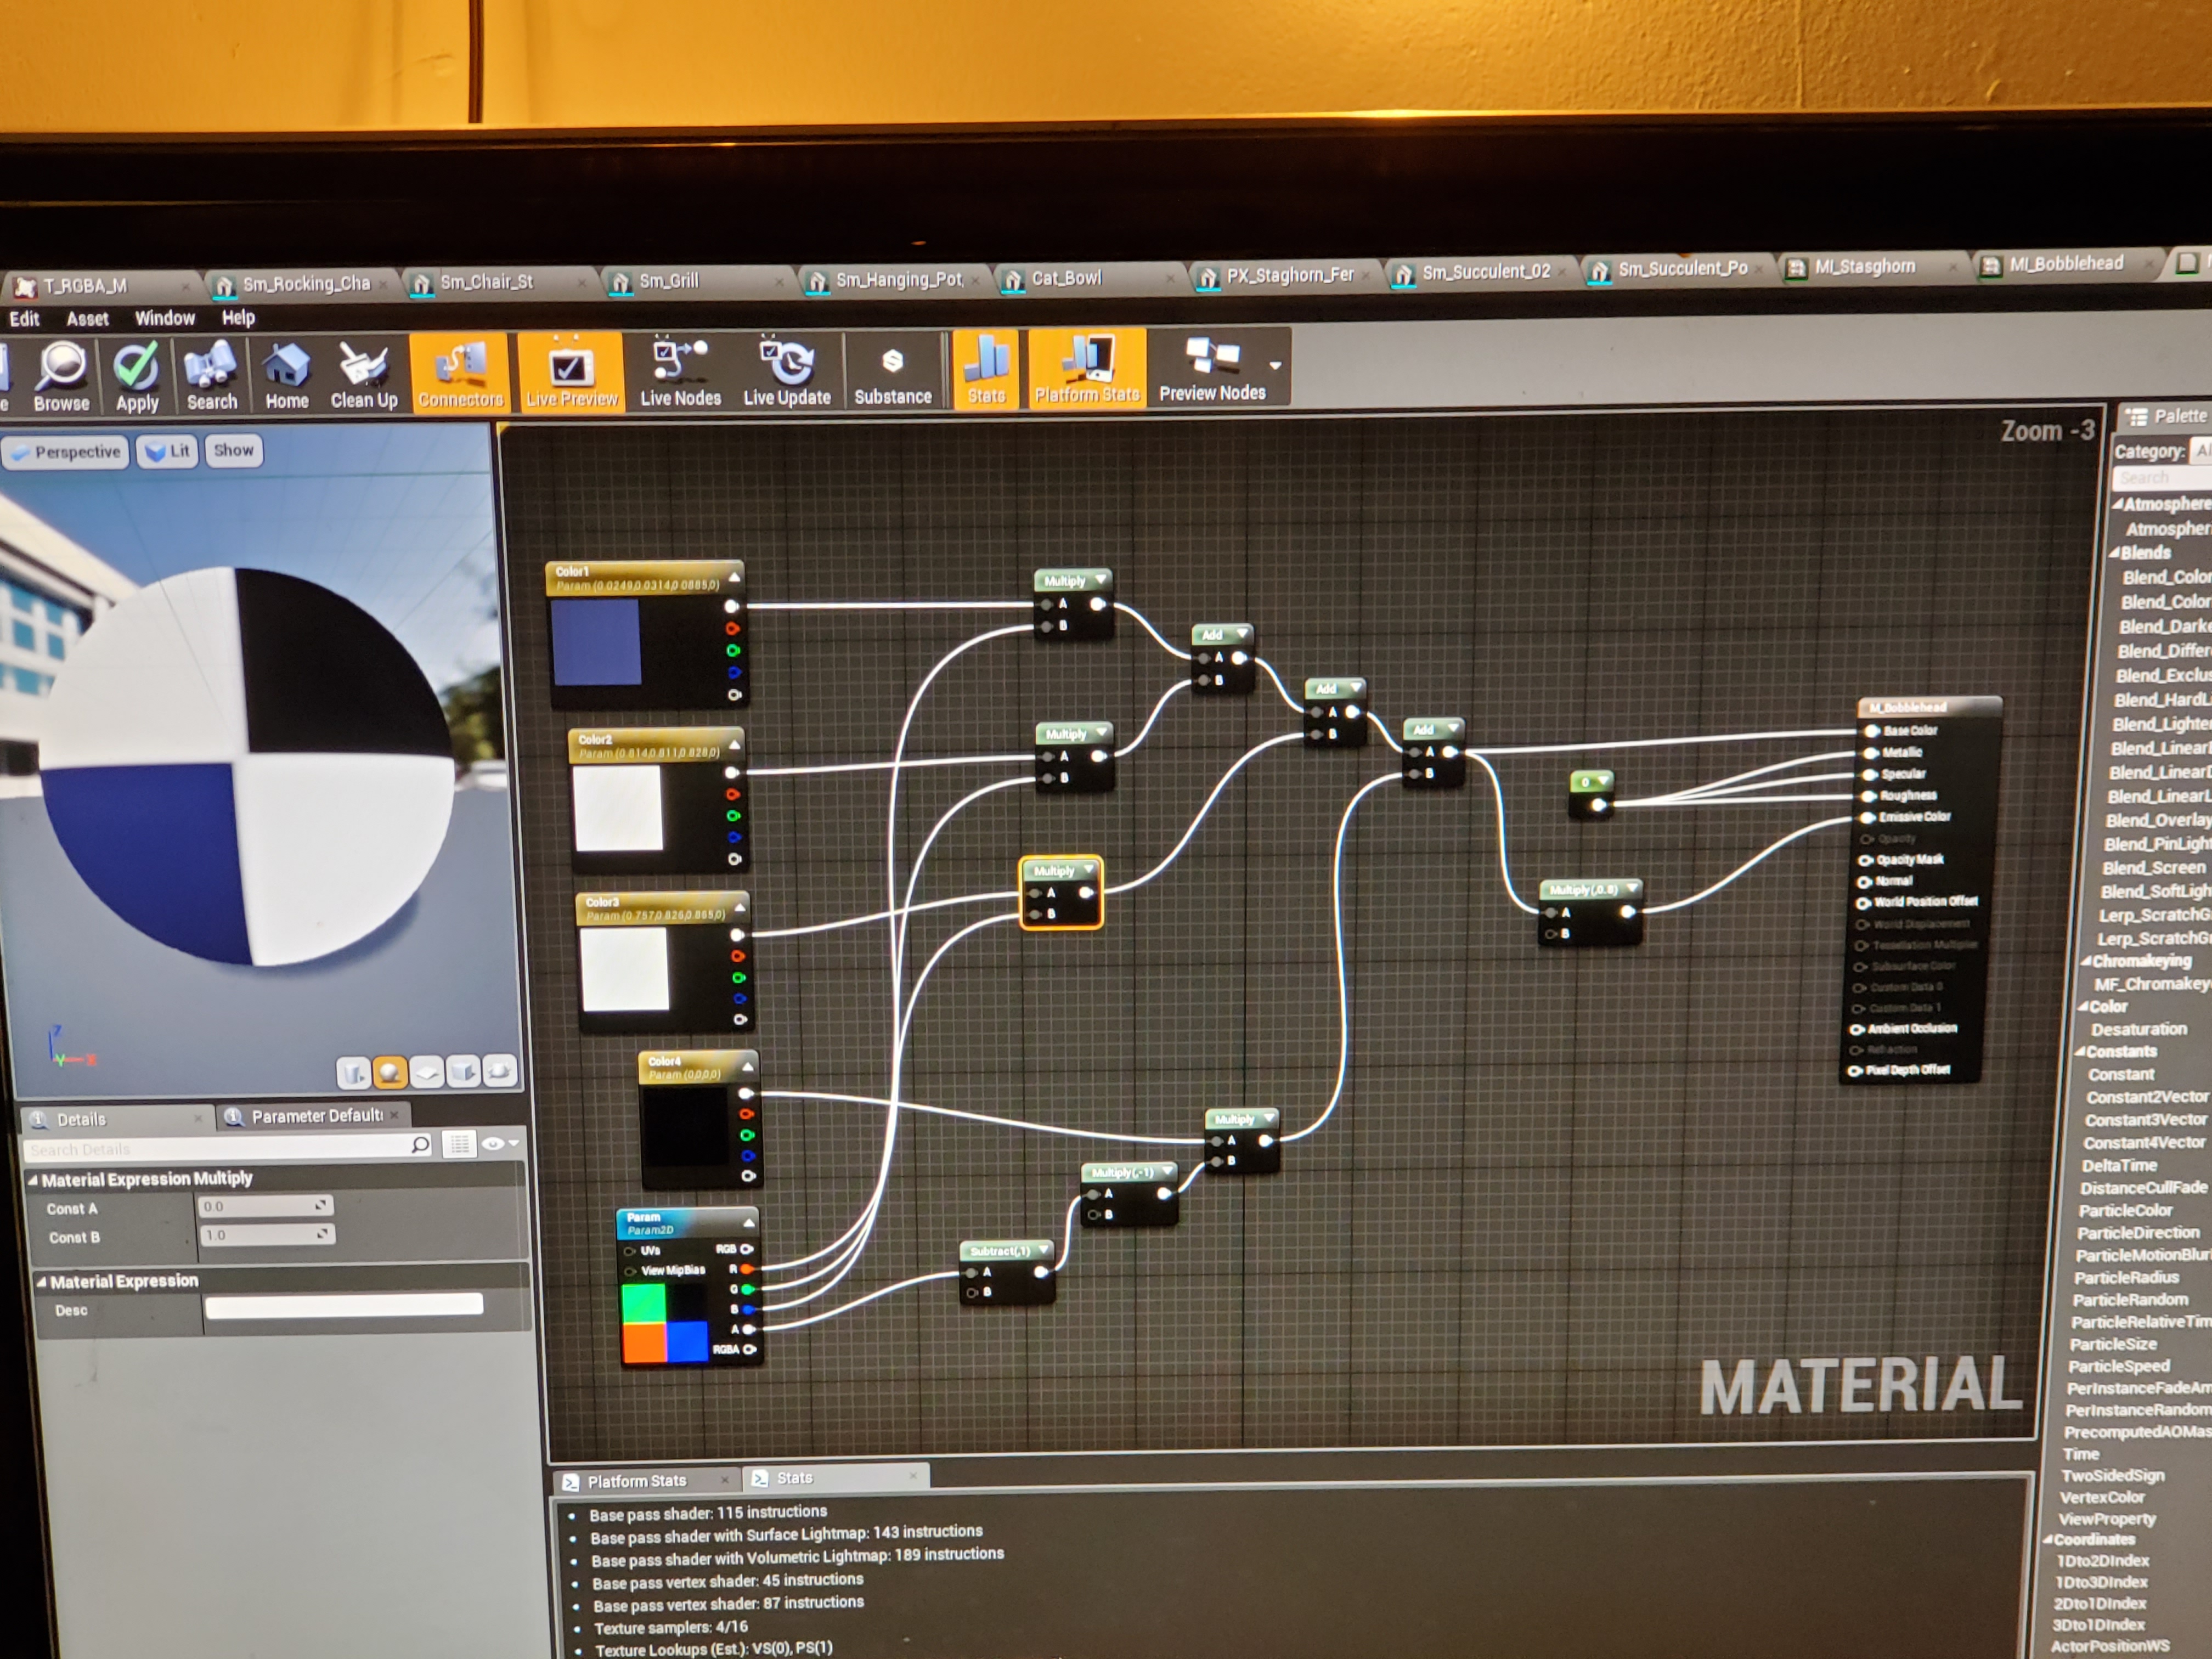 T_RGBA_M
Sm_Rocking_Cha
Sm_Chair_St
Sm_Grill
Sm_Hanging_Pot,
Cat_Bowl
PX_Staghorn_Fer
Sm_Succulent_02
Sm_Succulent_Po
MI_Stasghorn
MI_Bobblehead
Edit Asset Window Help
e Browse Apply Search Home Clean Up Connectors Live Preview Live Nodes Live Update Substance Stats Platform Stats Preview Nodes
Perspective Lit Show
Zoom -3
Color1
Param (0.0249,0.0314,0.0885,0)
Color2
Param (0.814,0.811,0.828,0)
Color3
Param (0.757,0.826,0.865,0)
Color4
Param (0,0,0,0)
Param
Param2D
UVs RGB
View MipBias R
G
B
A
RGBA
Multiply
A
B
Multiply
A
B
Multiply
A
B
Add
A
B
Add
A
B
Add
A
B
Multiply
A
B
Multiply(,-1)
A
B
Subtract(,1)
A
B
0
Multiply(,0.8)
A
B
M_Bobblehead
Base Color
Metallic
Specular
Roughness
Emissive Color
Opacity
Opacity Mask
Normal
World Position Offset
World Displacement
Tessellation Multiplier
Subsurface Color
Custom Data 0
Custom Data 1
Ambient Occlusion
Refraction
Pixel Depth Offset
MATERIAL
Z
Y X
Details
Parameter Default:
Search Details
Material Expression Multiply
Const A 0.0
Const B 1.0
Material Expression
Desc
Platform Stats
Stats
Base pass shader: 115 instructions
Base pass shader with Surface Lightmap: 143 instructions
Base pass shader with Volumetric Lightmap: 189 instructions
Base pass vertex shader: 45 instructions
Base pass vertex shader: 87 instructions
Texture samplers: 4/16
Texture Lookups (Est.): VS(0), PS(1)
Palette
Category: Al
Search
Atmosphere
Atmospher
Blends
Blend_Color
Blend_Color
Blend_Darke
Blend_Differ
Blend_Exclus
Blend_HardL
Blend_Lighte
Blend_Linear
Blend_LinearD
Blend_LinearL
Blend_Overlay
Blend_PinLight
Blend_Screen
Blend_SoftLigh
Lerp_ScratchG
Lerp_ScratchG
Chromakeying
MF_Chromakey
Color
Desaturation
Constants
Constant
Constant2Vector
Constant3Vector
Constant4Vector
DeltaTime
DistanceCullFade
ParticleColor
ParticleDirection
ParticleMotionBlur
ParticleRadius
ParticleRandom
ParticleRelativeTim
ParticleSize
ParticleSpeed
PerInstanceFadeAm
PerInstanceRandom
PrecomputedAOMas
Time
TwoSidedSign
VertexColor
ViewProperty
Coordinates
1Dto2DIndex
1Dto3DIndex
2Dto1DIndex
3Dto1DIndex
ActorPositionWS